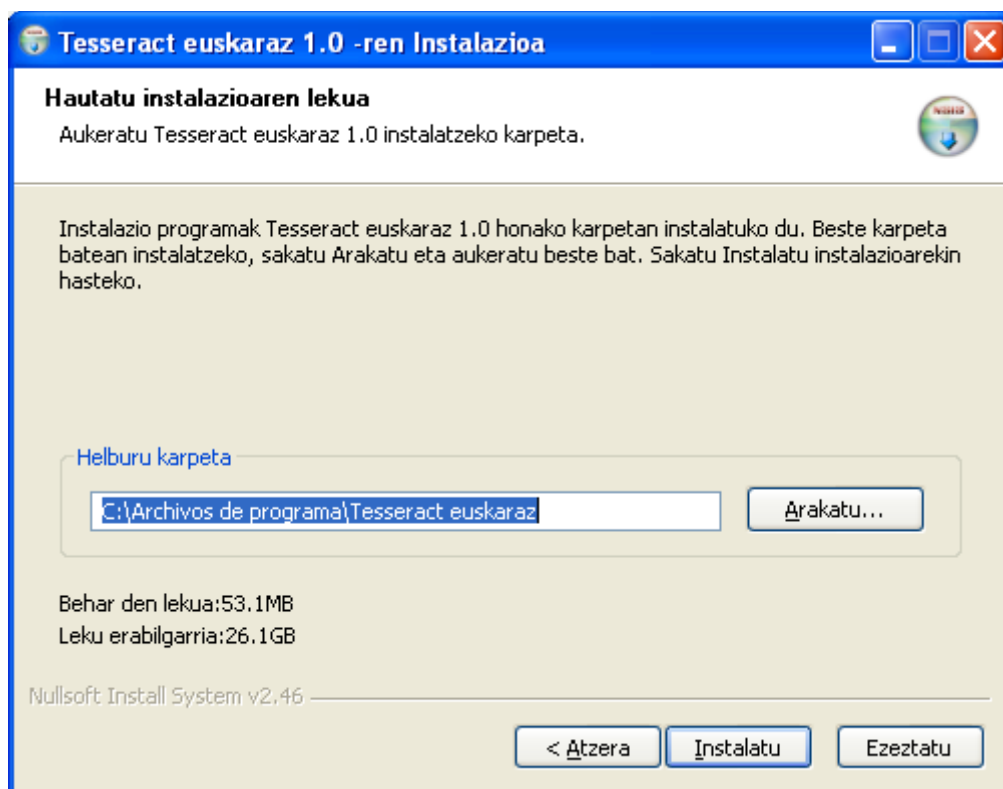 Tesseract euskaraz 1.0 -ren Instalazioa
Hautatu instalazioaren lekua
Aukeratu Tesseract euskaraz 1.0 instalatzeko karpeta.
Instalazio programak Tesseract euskaraz 1.0 honako karpetan instalatuko du. Beste karpeta
batean instalatzeko, sakatu Arakatu eta aukeratu beste bat. Sakatu Instalatu instalazioarekin
hasteko.
Helburu karpeta
C:\Archivos de programa\Tesseract euskaraz
Arakatu...
Behar den lekua:53.1MB
Leku erabilgarria:26.1GB
Nullsoft Install System v2.46
< Atzera
Instalatu
Ezeztatu